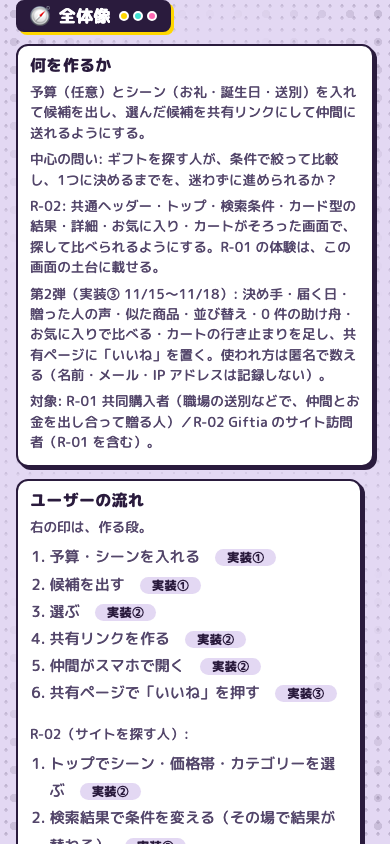 全体像
何を作るか
予算（任意）とシーン（お礼・誕生日・送別）を入れ
て候補を出し、選んだ候補を共有リンクにして仲間に
送れるようにする。
中心の問い: ギフトを探す人が、条件で絞って比較
し、1つに決めるまでを、迷わずに進められるか？
R-02: 共通ヘッダー・トップ・検索条件・カード型の
結果・詳細・お気に入り・カートがそろった画面で、
探して比べられるようにする。R-01 の体験は、この
画面の土台に載せる。
第2弾（実装③ 11/15〜11/18）: 決め手・届く日・
贈った人の声・似た商品・並び替え・0 件の助け舟・
お気に入りで比べる・カートの行き止まりを足し、共
有ページに「いいね」を置く。使われ方は匿名で数え
る（名前・メール・IP アドレスは記録しない）。
対象: R-01 共同購入者（職場の送別などで、仲間とお
金を出し合って贈る人）／R-02 Giftia のサイト訪問
者（R-01 を含む）。
ユーザーの流れ
右の印は、作る段。
1. 予算・シーンを入れる 実装①
2. 候補を出す 実装①
3. 選ぶ 実装②
4. 共有リンクを作る 実装②
5. 仲間がスマホで開く 実装②
6. 共有ページで「いいね」を押す 実装③
R-02（サイトを探す人）:
1. トップでシーン・価格帯・カテゴリーを選
ぶ 実装②
2. 検索結果で条件を変える（その場で結果が
替わる）